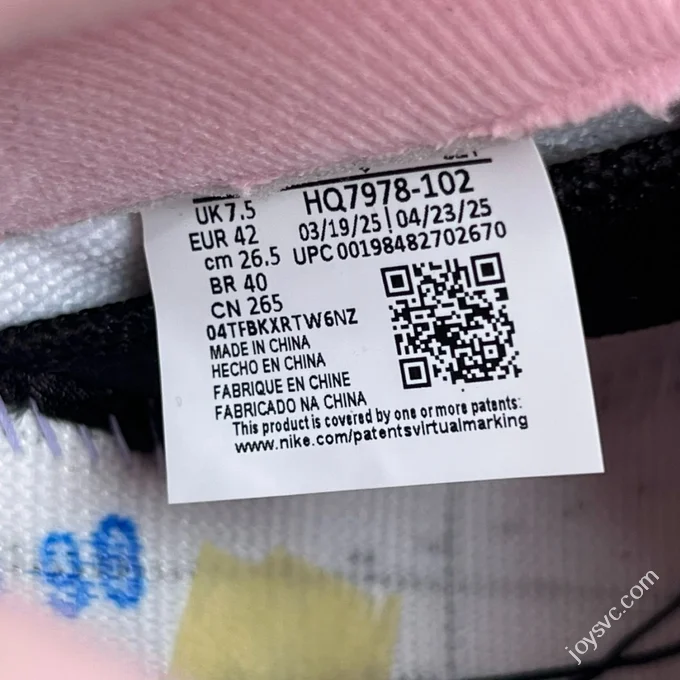 UK 7.5
EUR 42
cm 26.5
BR 40
CN 265
04TFBKXRTW6NZ
MADE IN CHINA
HECHO EN CHINA
FABRIQUE EN CHINE
FABRICADO NA CHINA
HQ7978-102
03/19/25 | 04/23/25
UPC 00198482702670
This product is covered by one or more patents:
www.nike.com/patentsvirtualmarking
joysvc.com